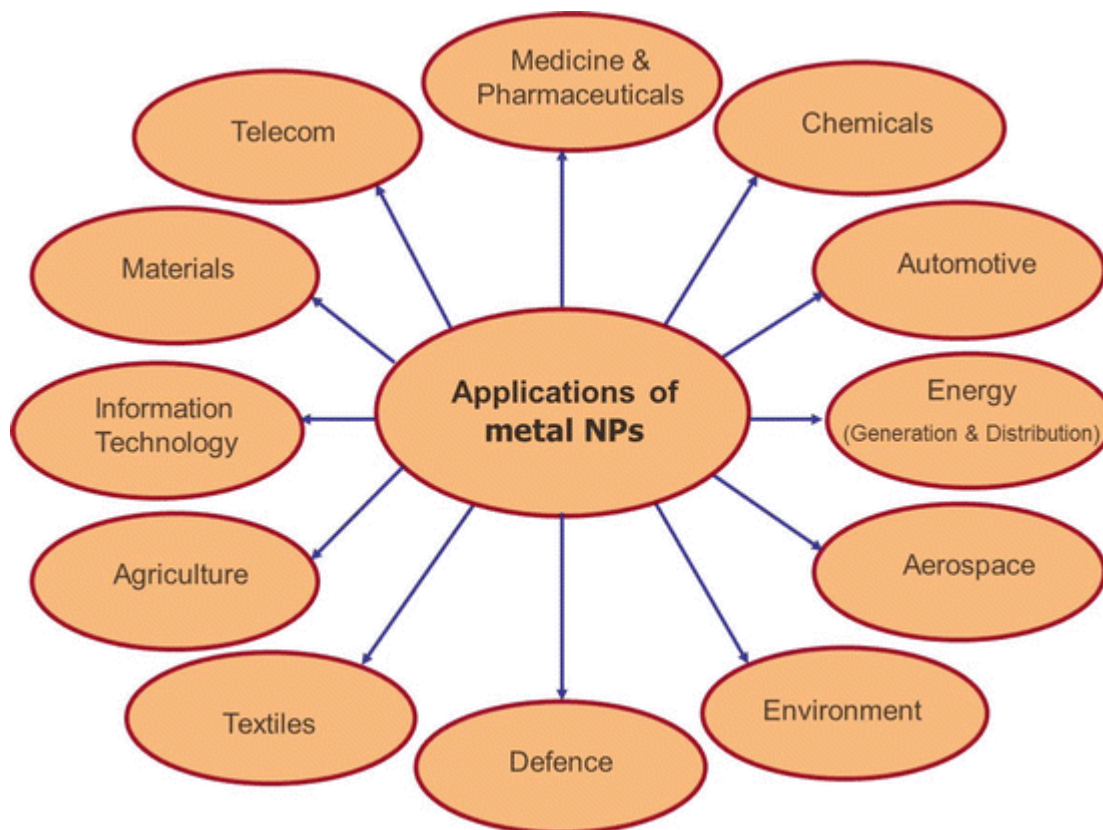 Medicine &
Pharmaceuticals
Chemicals
Automotive
Energy
(Generation & Distribution)
Aerospace
Environment
Defence
Textiles
Agriculture
Information
Technology
Materials
Telecom
Applications of
metal NPs